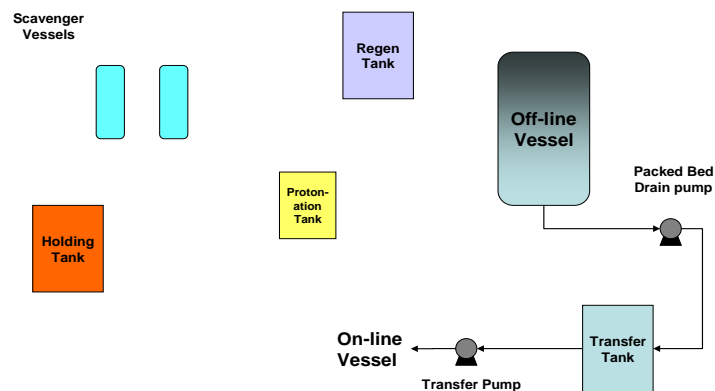 Scavenger
Vessels
Regen
Tank
Off-line
Vessel
Packed Bed
Drain pump
Proton-
ation
Tank
Holding
Tank
On-line
Vessel
Transfer
Tank
Transfer Pump